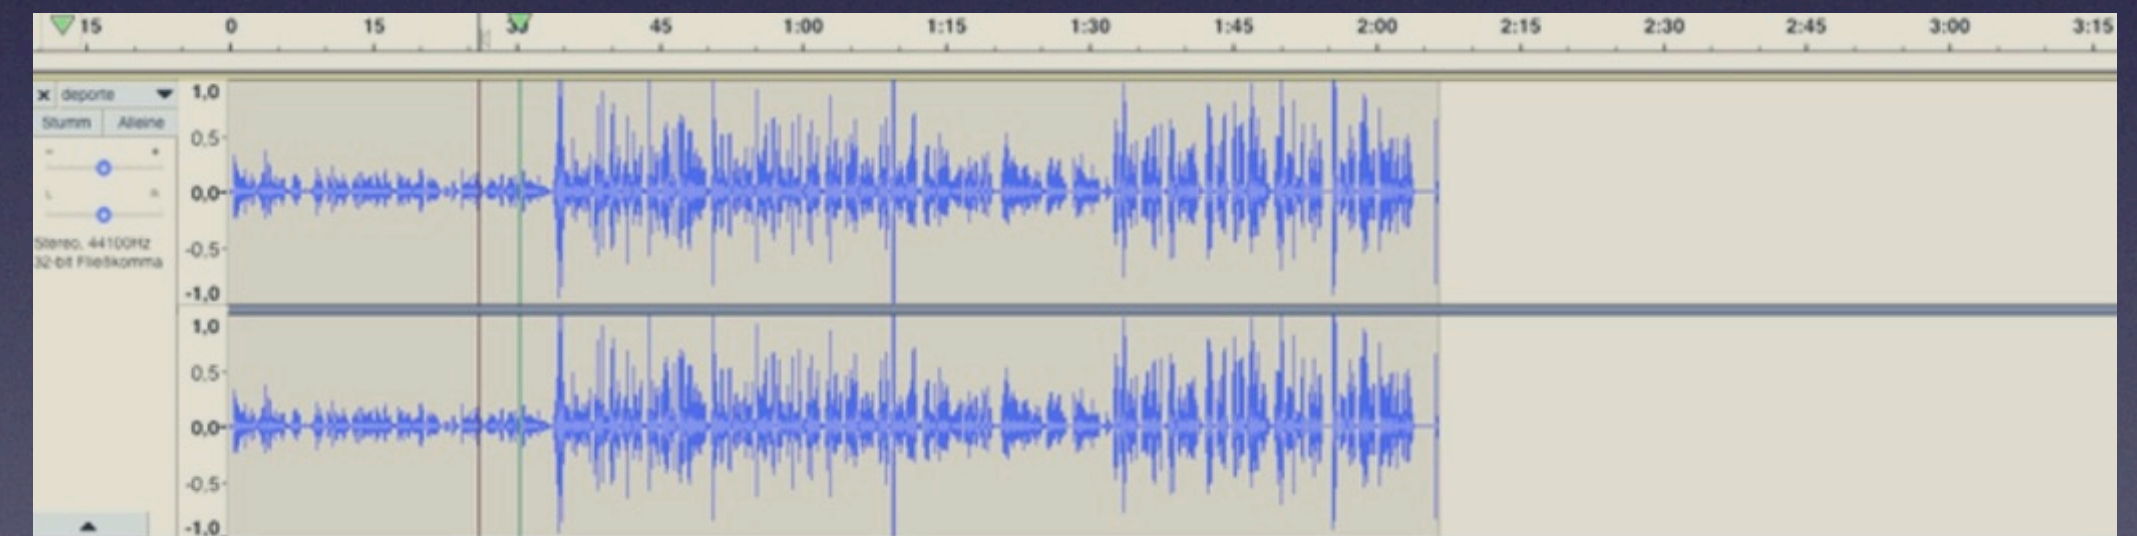 15 0 15 30 45 1:00 1:15 1:30 1:45 2:00 2:15 2:30 2:45 3:00 3:15
x deporte
Stumm Alleine
- +
L R
Stereo, 44100Hz
32-bit Fließkomma
1,0
0,5-
0,0-
-0,5-
-1,0
1,0
0,5-
0,0-
-0,5-
-1,0